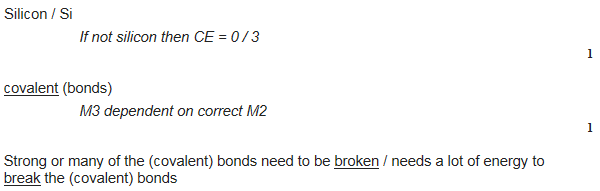 Silicon / Si
If not silicon then CE = 0 / 3
1
covalent (bonds)
M3 dependent on correct M2
1
Strong or many of the (covalent) bonds need to be broken / needs a lot of energy to
break the (covalent) bonds